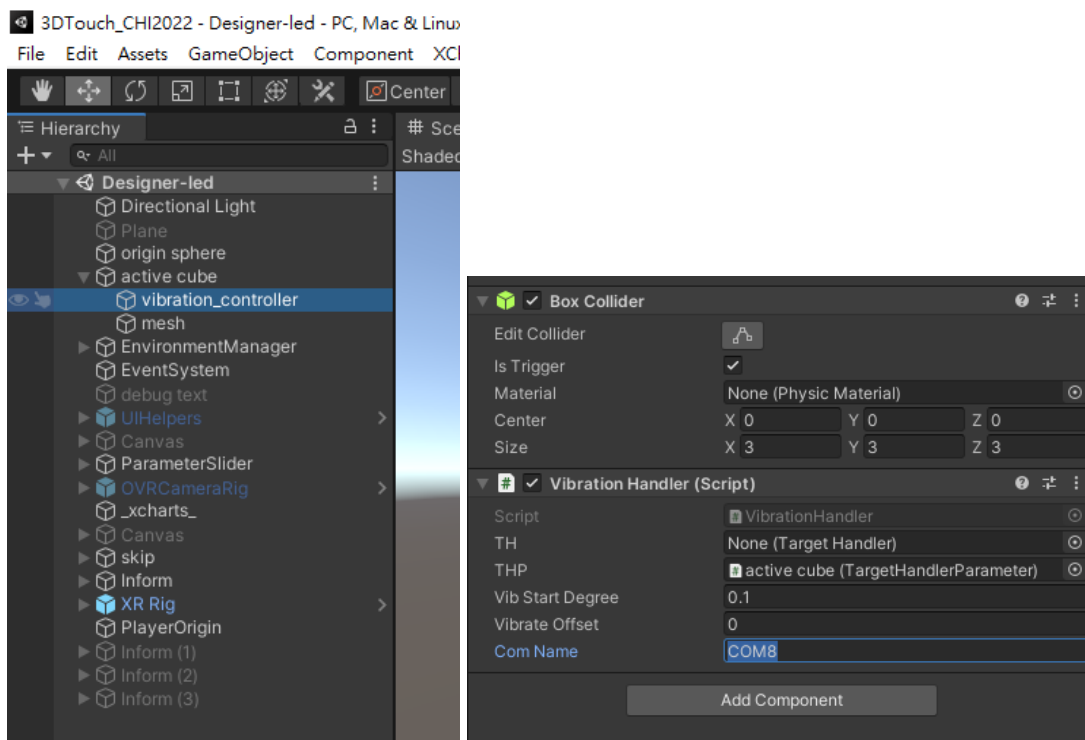 3DTouch_CHI2022 - Designer-led - PC, Mac & Linux
File Edit Assets GameObject Component XCl
Center
Hierarchy
# Sce
All
Shaded
Designer-led
Directional Light
Plane
origin sphere
active cube
vibration_controller
mesh
EnvironmentManager
EventSystem
debug text
UIHelpers
Canvas
ParameterSlider
OVRCameraRig
_xcharts_
Canvas
skip
Inform
XR Rig
PlayerOrigin
Inform (1)
Inform (2)
Inform (3)
Box Collider
Edit Collider
Is Trigger
Material None (Physic Material)
Center X 0 Y 0 Z 0
Size X 3 Y 3 Z 3
# Vibration Handler (Script)
Script VibrationHandler
TH None (Target Handler)
THP active cube (TargetHandlerParameter)
Vib Start Degree 0.1
Vibrate Offset 0
Com Name COM8
Add Component